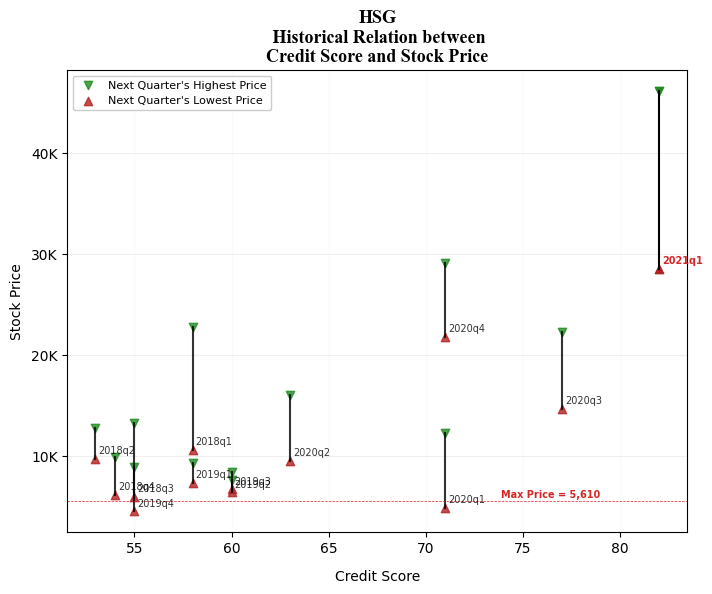 HSG
Historical Relation between
Credit Score and Stock Price
Next Quarter's Highest Price
Next Quarter's Lowest Price
Stock Price
40K
30K
20K
10K
2021q1
2020q4
2020q3
2018q1
2020q2
2018q2
2019q1
2019q3
2019q2
2018q4
2018q3
2019q4
2020q1
Max Price = 5,610
55
60
65
70
75
80
Credit Score